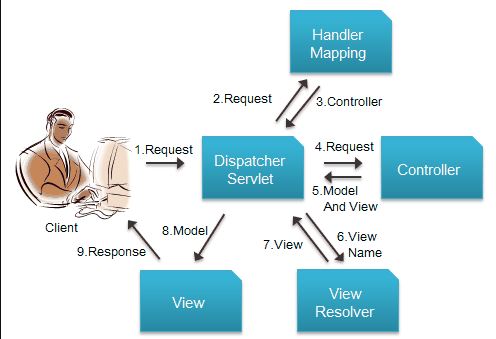 Handler
Mapping
2.Request
3.Controller
1.Request
Dispatcher
Servlet
4.Request
Controller
5.Model
And View
Client
8.Model
6.View
Name
7.View
9.Response
View
View
Resolver